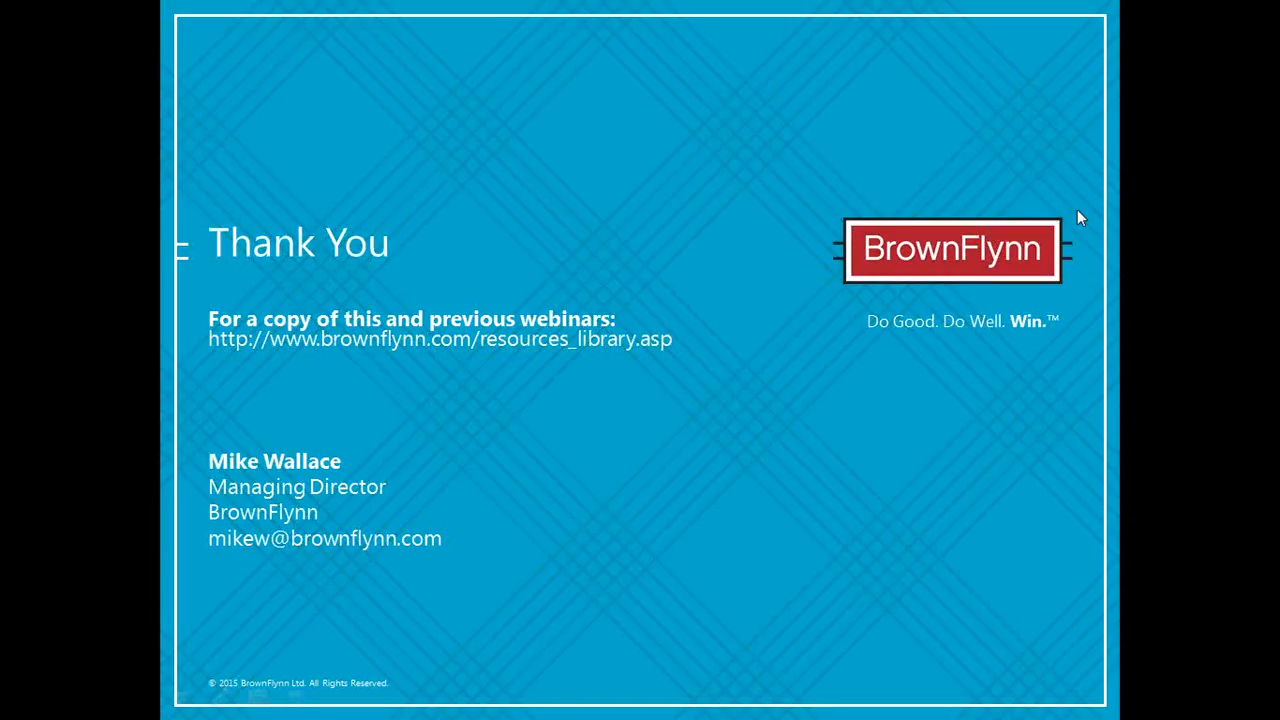 Thank You
BrownFlynn
For a copy of this and previous webinars:
http://www.brownflynn.com/resources_library.asp
Do Good. Do Well. Win.™
Mike Wallace
Managing Director
BrownFlynn
mikew@brownflynn.com
© 2015 BrownFlynn Ltd. All Rights Reserved.